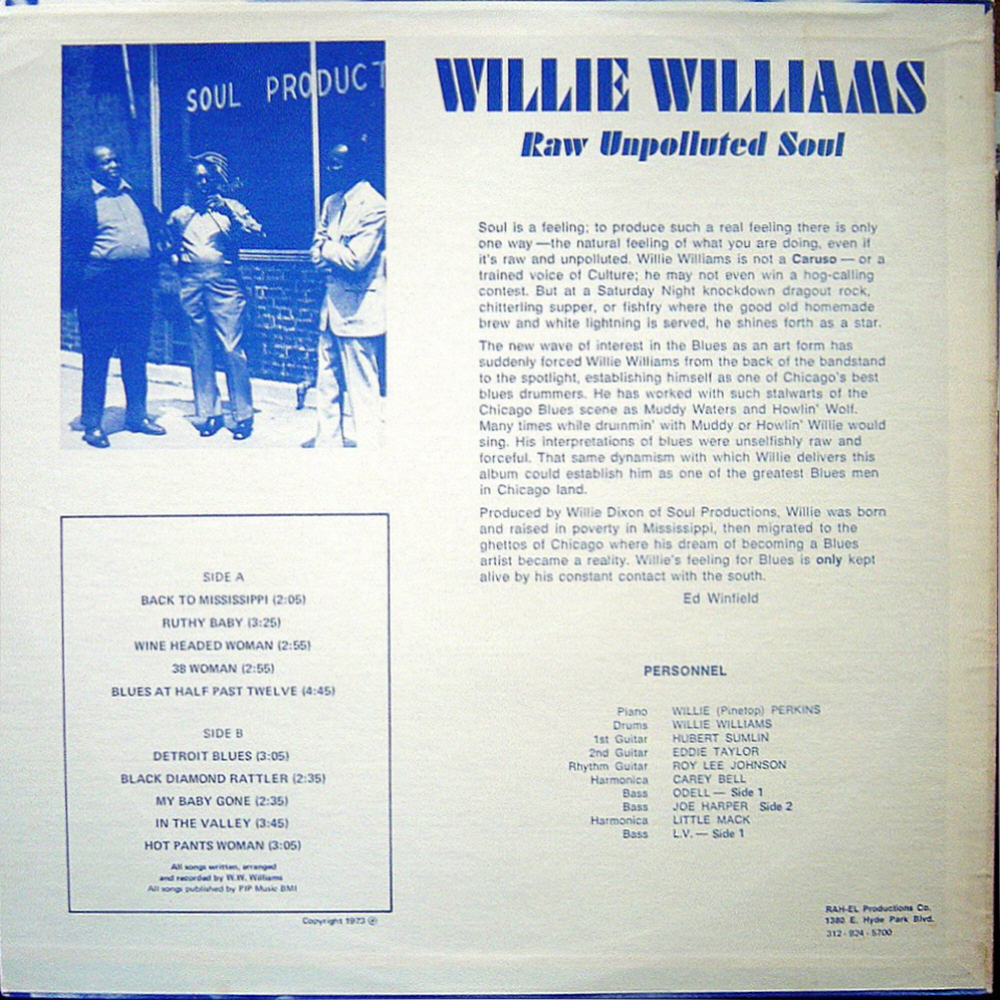 SOUL PRODUCT
WILLIE WILLIAMS
Raw Unpolluted Soul
Soul is a feeling; to produce such a real feeling there is only
one way — the natural feeling of what you are doing, even if
it's raw and unpolluted. Willie Williams is not a Caruso — or a
trained voice of Culture; he may not even win a hog-calling
contest. But at a Saturday Night knockdown dragout rock,
chitterling supper, or fishfry where the good old homemade
brew and white lightning is served, he shines forth as a star.
The new wave of interest in the Blues as an art form has
suddenly forced Willie Williams from the back of the bandstand
to the spotlight, establishing himself as one of Chicago's best
blues drummers. He has worked with such stalwarts of the
Chicago Blues scene as Muddy Waters and Howlin' Wolf.
Many times while drummin' with Muddy or Howlin' Willie would
sing. His interpretations of blues were unselfishly raw and
forceful. That same dynamism with which Willie delivers this
album could establish him as one of the greatest Blues men
in Chicago land.
Produced by Willie Dixon of Soul Productions, Willie was born
and raised in poverty in Mississippi, then migrated to the
ghettos of Chicago where his dream of becoming a Blues
artist became a reality. Willie's feeling for Blues is only kept
alive by his constant contact with the south.
Ed Winfield
SIDE A
BACK TO MISSISSIPPI (2:05)
RUTHY BABY (3:25)
WINE HEADED WOMAN (2:55)
38 WOMAN (2:55)
BLUES AT HALF PAST TWELVE (4:45)
SIDE B
DETROIT BLUES (3:05)
BLACK DIAMOND RATTLER (2:35)
MY BABY GONE (2:35)
IN THE VALLEY (3:45)
HOT PANTS WOMAN (3:05)
All songs written, arranged
and recorded by W.W. Williams
All songs published by PIP Music BMI
Copyright 1973 ℗
PERSONNEL
Piano WILLIE (Pinetop) PERKINS
Drums WILLIE WILLIAMS
1st Guitar HUBERT SUMLIN
2nd Guitar EDDIE TAYLOR
Rhythm Guitar ROY LEE JOHNSON
Harmonica CAREY BELL
Bass ODELL — Side 1
Bass JOE HARPER Side 2
Harmonica LITTLE MACK
Bass L.V. — Side 1
RAH-EL Productions Co.
1380 E. Hyde Park Blvd.
312 - 924 - 5700